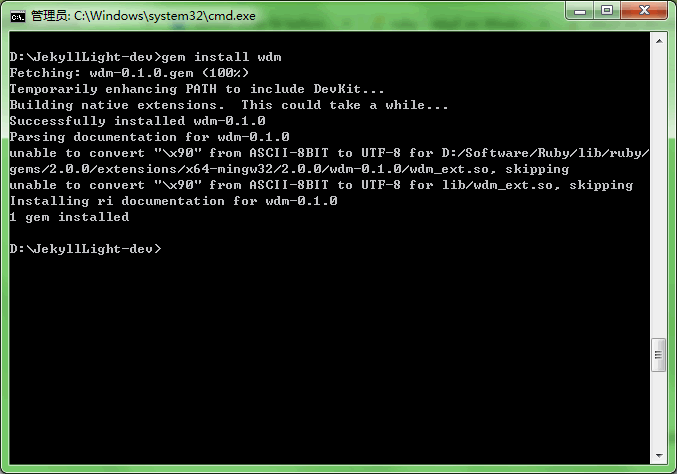 管理员: C:\Windows\system32\cmd.exe
D:\JekyllLight-dev>gem install wdm
Fetching: wdm-0.1.0.gem (100%)
Temporarily enhancing PATH to include DevKit...
Building native extensions.  This could take a while...
Successfully installed wdm-0.1.0
Parsing documentation for wdm-0.1.0
unable to convert "\x90" from ASCII-8BIT to UTF-8 for D:/Software/Ruby/lib/ruby/
gems/2.0.0/extensions/x64-mingw32/2.0.0/wdm-0.1.0/wdm_ext.so, skipping
unable to convert "\x90" from ASCII-8BIT to UTF-8 for lib/wdm_ext.so, skipping
Installing ri documentation for wdm-0.1.0
1 gem installed
D:\JekyllLight-dev>